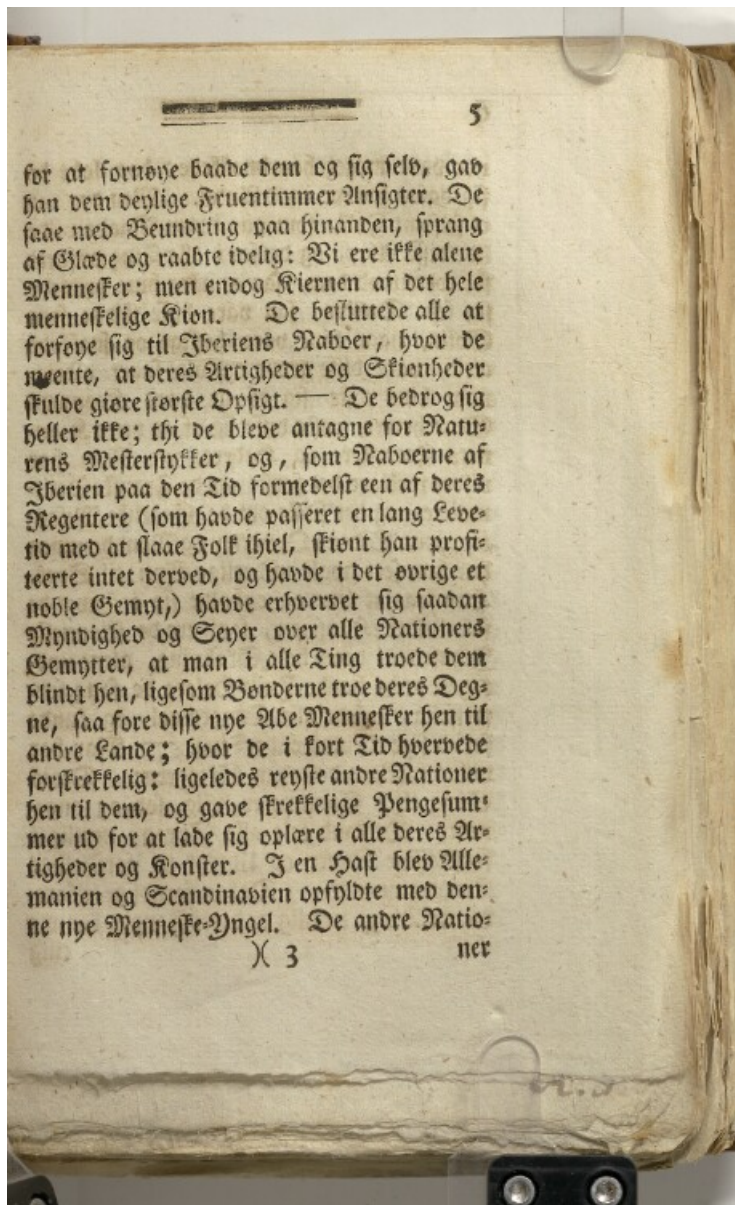 5
for at fornøye baade dem og sig selv, gav
han dem deylige Fruentimmer Ansigter. De
saae med Beundring paa hinanden, sprang
af Glæde og raabte idelig: Vi ere ikke alene
Mennesker; men endog Kiernen af det hele
menneskelige Kiøn. De besluttede alle at
forføye sig til Iberiens Naboer, hvor de
meente, at deres Artigheder og Skiønheder
skulde giøre største Opsigt. — De bedrog sig
heller ikke; thi de bleve antagne for Natu-
rens Mesterstykker, og, som Naboerne af
Iberien paa den Tid formedelst een af deres
Regentere (som havde passeret en lang Leve-
tid med at slaae Folk ihiel, skiønt han profi-
teerte intet derved, og havde i det øvrige et
noble Gemyt,) havde erhvervet sig saadan
Myndighed og Seyer over alle Nationers
Gemytter, at man i alle Ting troede dem
blindt hen, ligesom Bønderne troe deres Deg-
ne, saa fore disse nye Abe Mennesker hen til
andre Lande; hvor de i kort Tid hvervede
forskrekkelig: ligeledes reyste andre Nationer
hen til dem, og gave skrekkelige Pengesum-
mer ud for at lade sig oplære i alle deres Ar-
tigheder og Konster. I en Hast blev Alle-
manien og Scandinavien opfyldte med den-
ne nye Menneske-Yngel. De andre Natio-
)( 3 ner